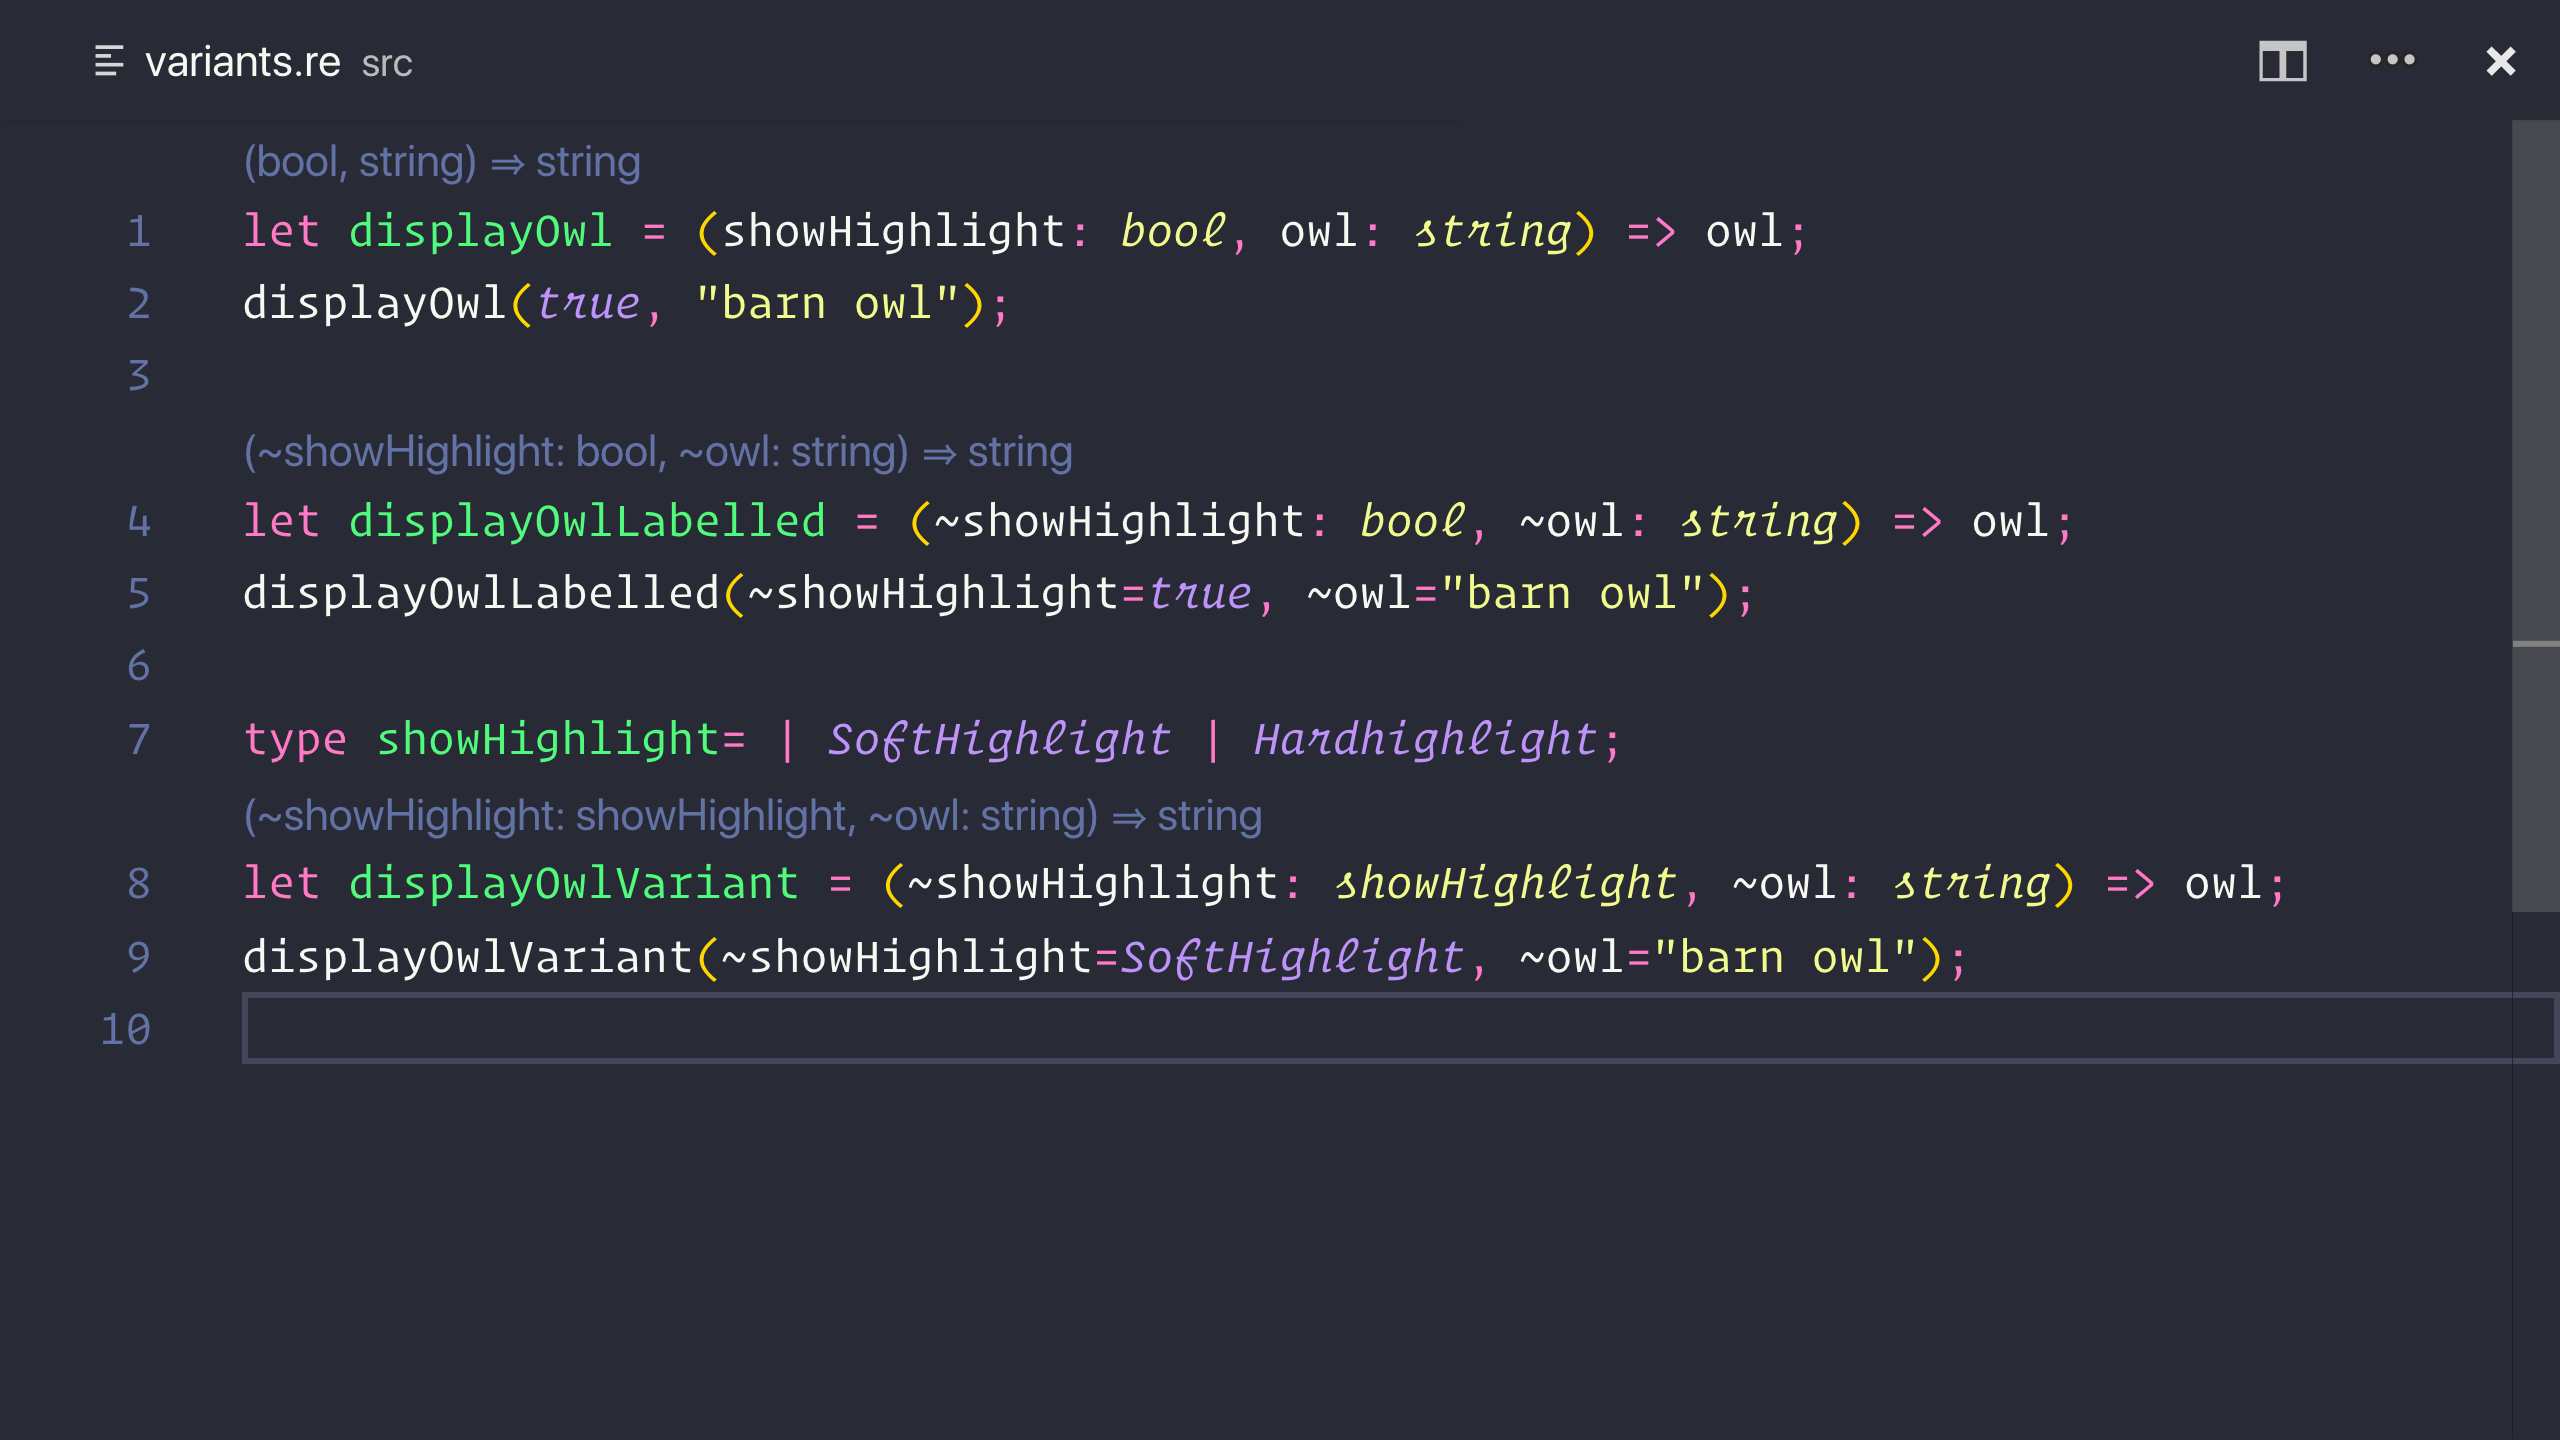 variants.re src
(bool, string) ⇒ string
1 let displayOwl = (showHighlight: bool, owl: string) => owl;
2 displayOwl(true, "barn owl");
3
(~showHighlight: bool, ~owl: string) ⇒ string
4 let displayOwlLabelled = (~showHighlight: bool, ~owl: string) => owl;
5 displayOwlLabelled(~showHighlight=true, ~owl="barn owl");
6
7 type showHighlight= | SoftHighlight | Hardhighlight;
(~showHighlight: showHighlight, ~owl: string) ⇒ string
8 let displayOwlVariant = (~showHighlight: showHighlight, ~owl: string) => owl;
9 displayOwlVariant(~showHighlight=SoftHighlight, ~owl="barn owl");
10